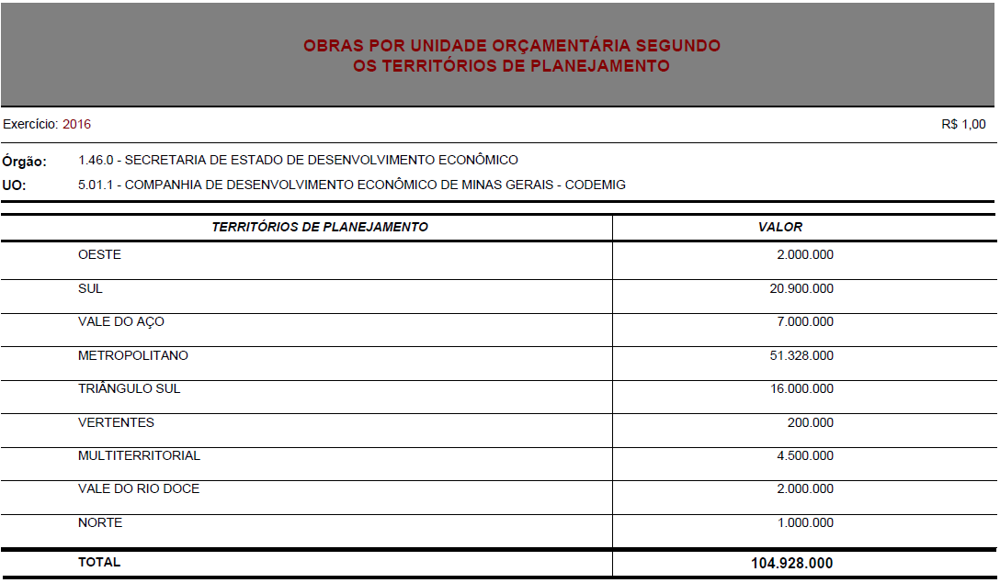 OBRAS POR UNIDADE ORÇAMENTÁRIA SEGUNDO
OS TERRITÓRIOS DE PLANEJAMENTO
Exercício: 2016 R$ 1,00
Órgão: 1.46.0 - SECRETARIA DE ESTADO DE DESENVOLVIMENTO ECONÔMICO
UO: 5.01.1 - COMPANHIA DE DESENVOLVIMENTO ECONÔMICO DE MINAS GERAIS - CODEMIG
TERRITÓRIOS DE PLANEJAMENTO VALOR
OESTE 2.000.000
SUL 20.900.000
VALE DO AÇO 7.000.000
METROPOLITANO 51.328.000
TRIÂNGULO SUL 16.000.000
VERTENTES 200.000
MULTITERRITORIAL 4.500.000
VALE DO RIO DOCE 2.000.000
NORTE 1.000.000
TOTAL 104.928.000